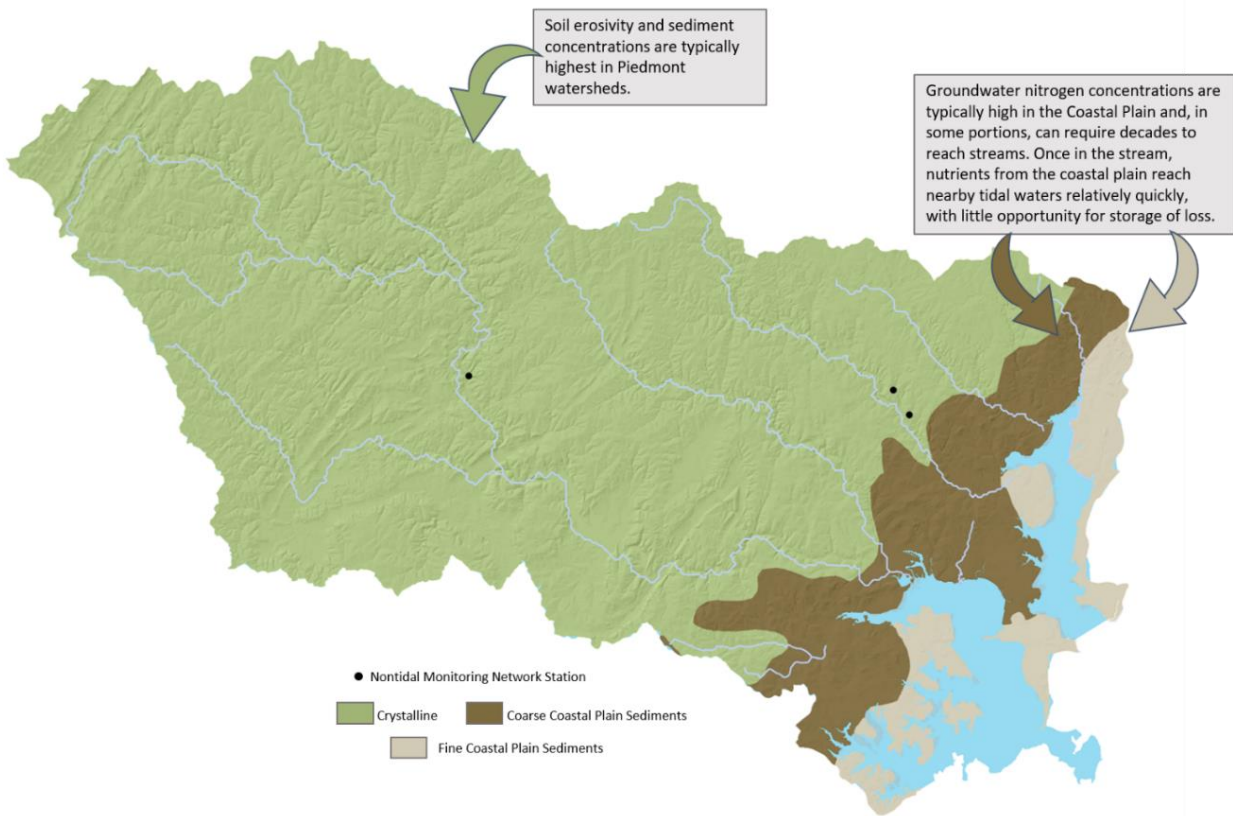 Soil erosivity and sediment
concentrations are typically
highest in Piedmont
watersheds.
Groundwater nitrogen concentrations are
typically high in the Coastal Plain and, in
some portions, can require decades to
reach streams. Once in the stream,
nutrients from the coastal plain reach
nearby tidal waters relatively quickly,
with little opportunity for storage of loss.
Nontidal Monitoring Network Station
Crystalline
Coarse Coastal Plain Sediments
Fine Coastal Plain Sediments